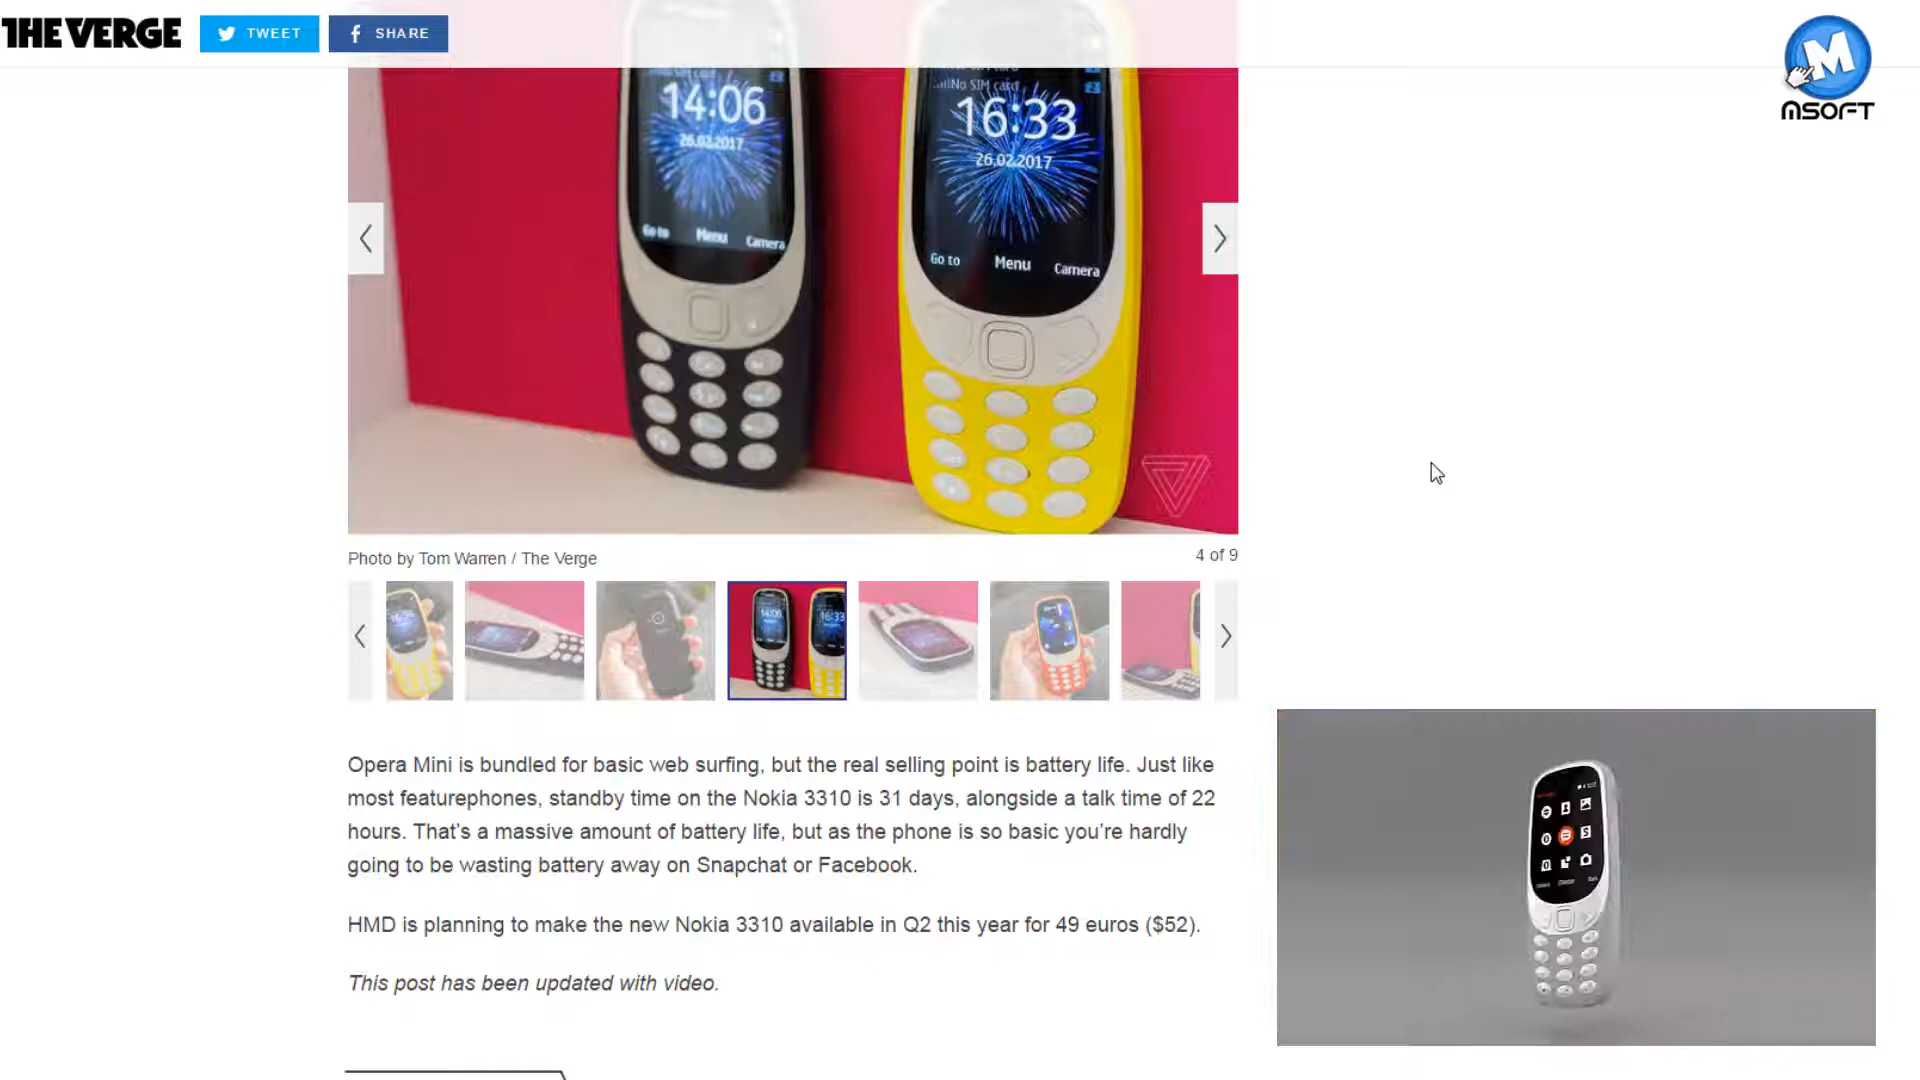 THE VERGE
TWEET
SHARE
M
MSOFT
No SIM card
14:06
26.02.2017
Go to Menu Camera
No SIM card
16:33
26.02.2017
Go to Menu Camera
Photo by Tom Warren / The Verge
4 of 9
Opera Mini is bundled for basic web surfing, but the real selling point is battery life. Just like
most featurephones, standby time on the Nokia 3310 is 31 days, alongside a talk time of 22
hours. That’s a massive amount of battery life, but as the phone is so basic you’re hardly
going to be wasting battery away on Snapchat or Facebook.
HMD is planning to make the new Nokia 3310 available in Q2 this year for 49 euros ($52).
This post has been updated with video.